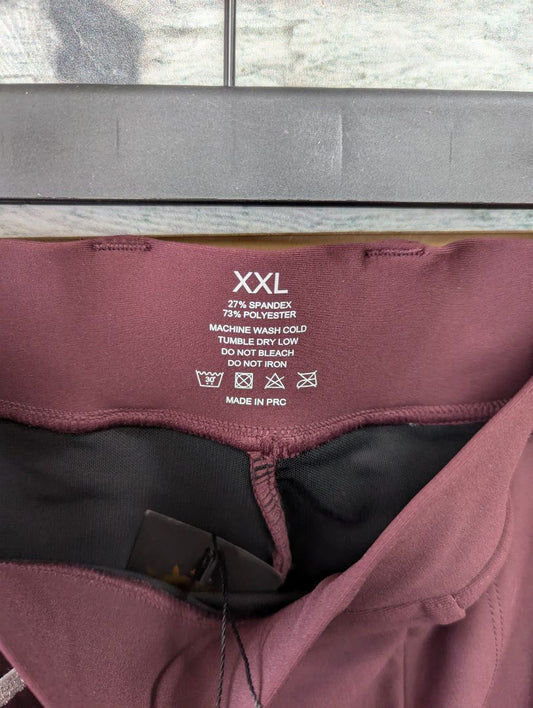 XXL
27% SPANDEX
73% POLYESTER
MACHINE WASH COLD
TUMBLE DRY LOW
DO NOT BLEACH
DO NOT IRON
30°
MADE IN PRC